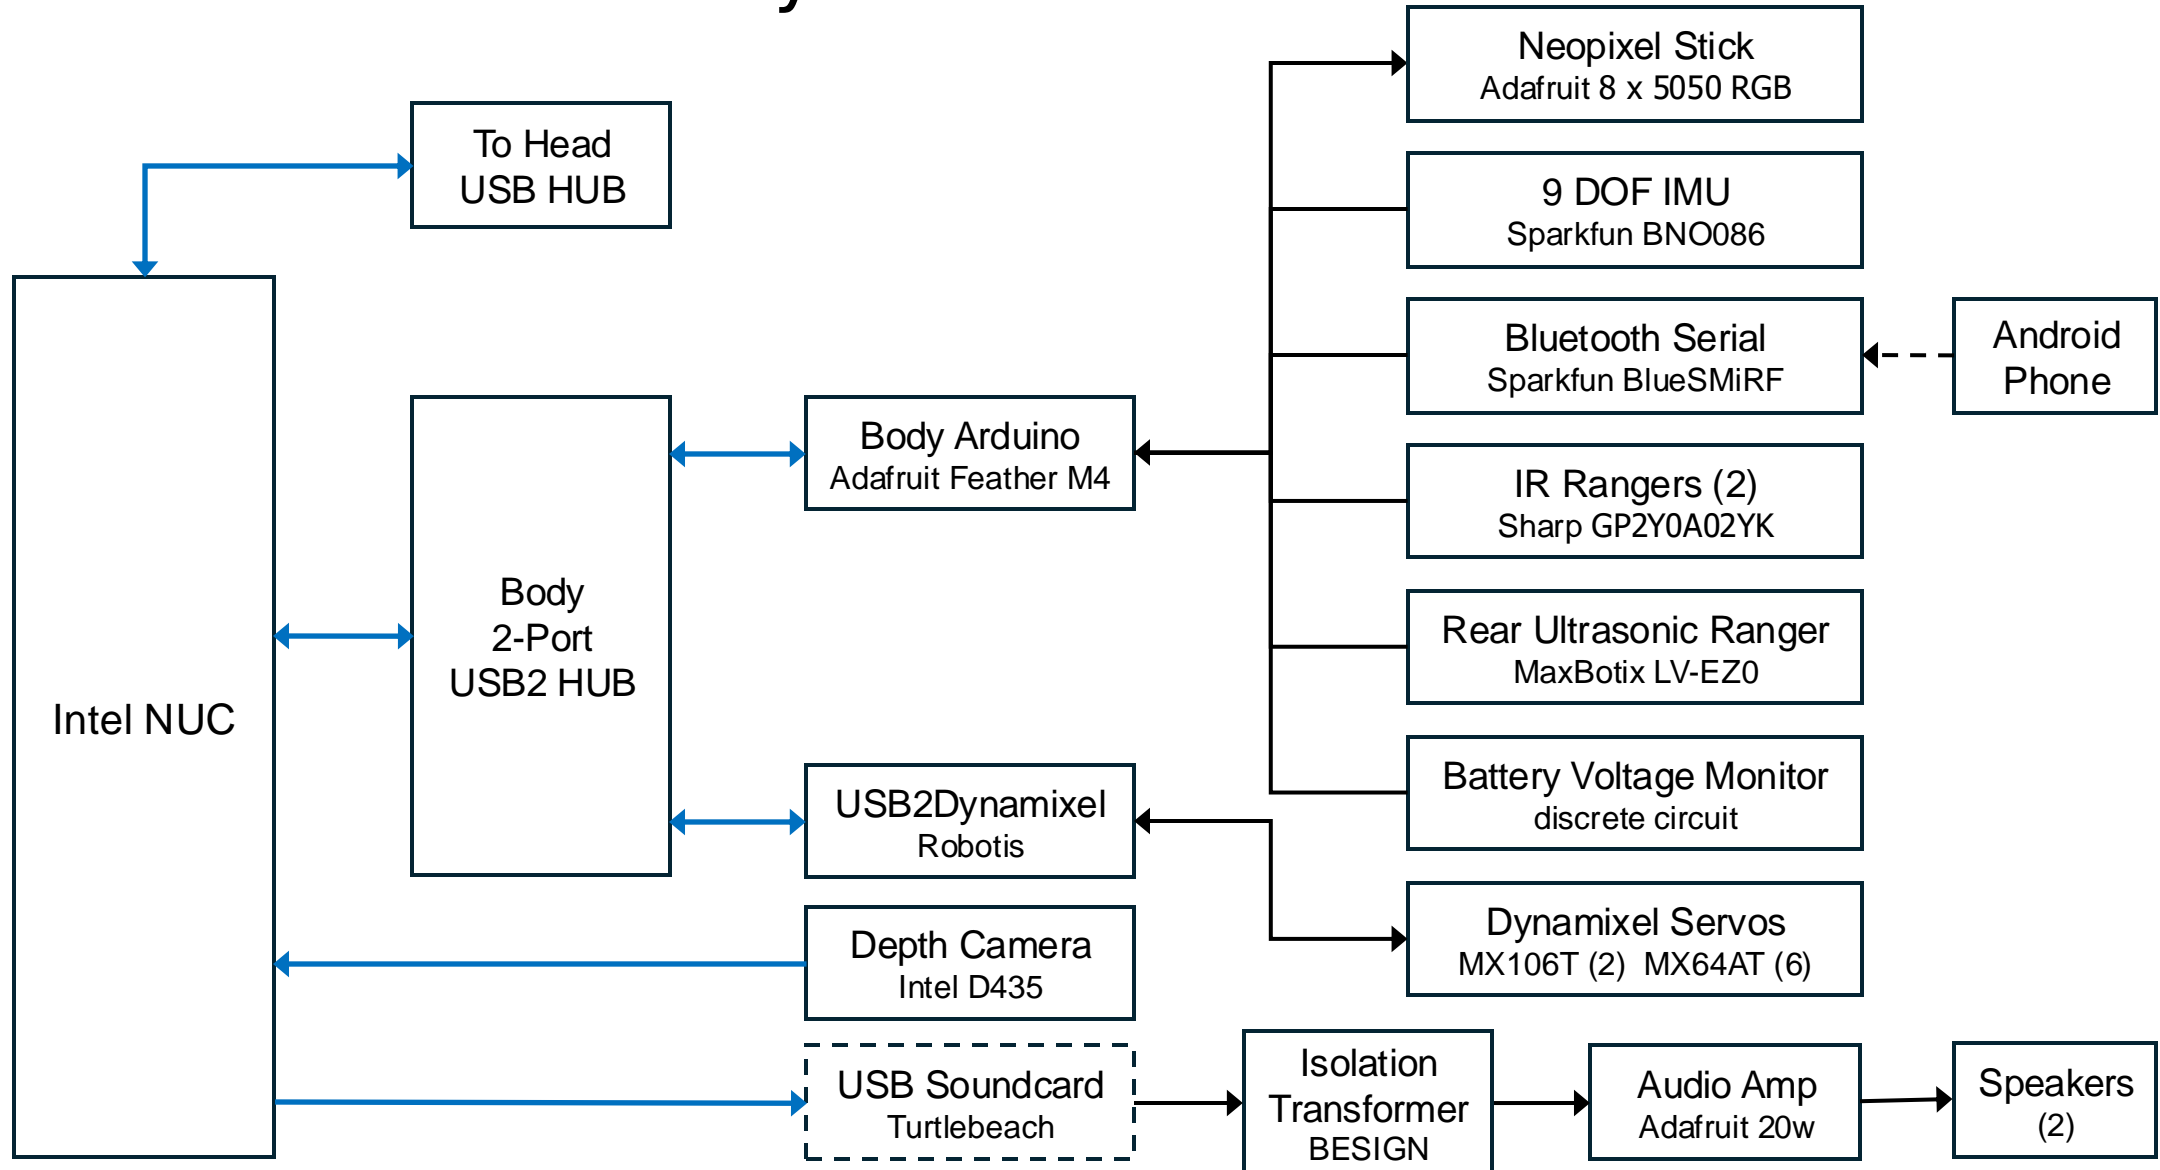 Neopixel Stick
Adafruit 8 x 5050 RGB
To Head
USB HUB
9 DOF IMU
Sparkfun BNO086
Bluetooth Serial
Sparkfun BlueSMiRF
Android
Phone
Body Arduino
Adafruit Feather M4
IR Rangers (2)
Sharp GP2Y0A02YK
Body
2-Port
USB2 HUB
Rear Ultrasonic Ranger
MaxBotix LV-EZ0
Intel NUC
USB2Dynamixel
Robotis
Battery Voltage Monitor
discrete circuit
Depth Camera
Intel D435
Dynamixel Servos
MX106T (2) MX64AT (6)
USB Soundcard
Turtlebeach
Isolation
Transformer
BESIGN
Audio Amp
Adafruit 20w
Speakers
(2)